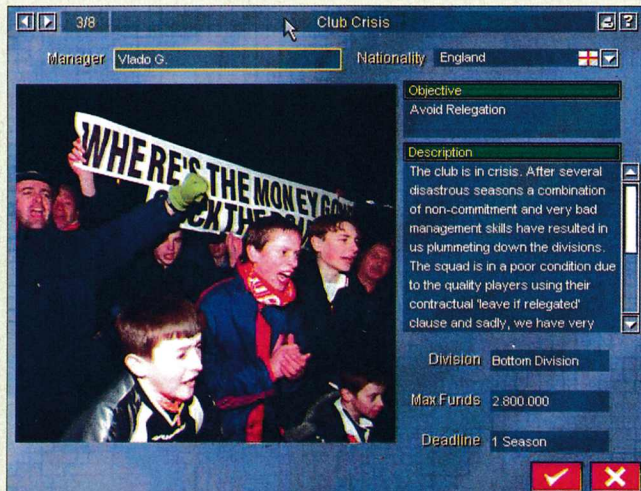 3/8 Club Crisis ?
Manager Vlado G. Nationality England
WHERE'S THE MONEY
THE
Objective
Avoid Relegation
Description
The club is in crisis. After several
disastrous seasons a combination
of non-commitment and very bad
management skills have resulted in
us plummeting down the divisions.
The squad is in a poor condition due
to the quality players using their
contractual 'leave if relegated'
clause and sadly, we have very
Division Bottom Division
Max Funds 2.800.000
Deadline 1 Season